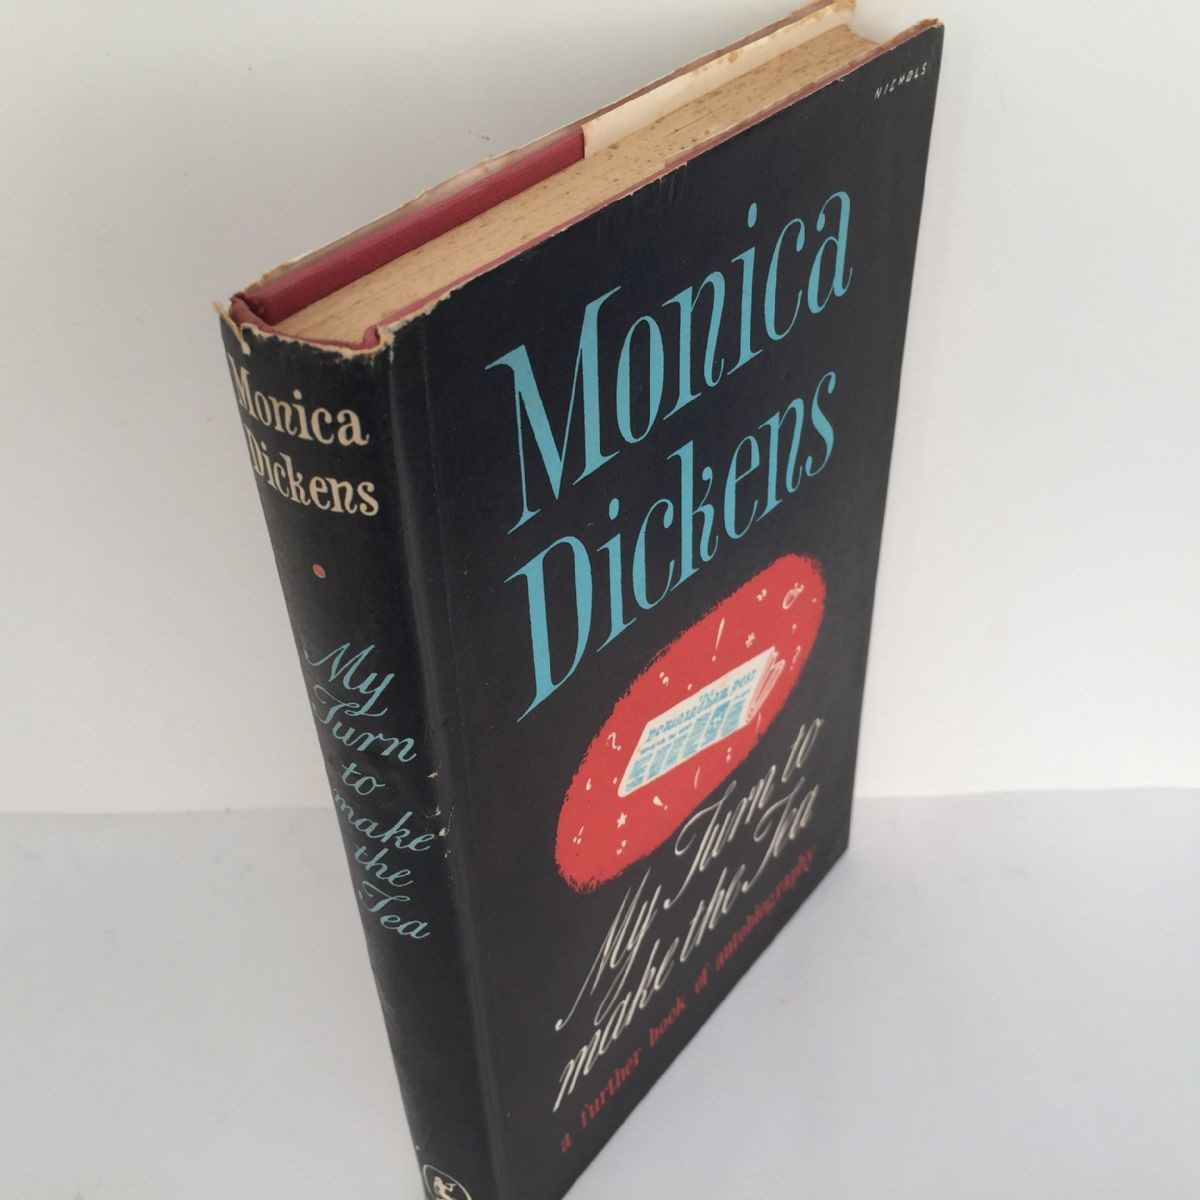 NICHOLS
Monica
Dickens
My Turn to
make the Tea
a further book of autobiography
Monica
Dickens
My
Turn
to
make
the
Tea